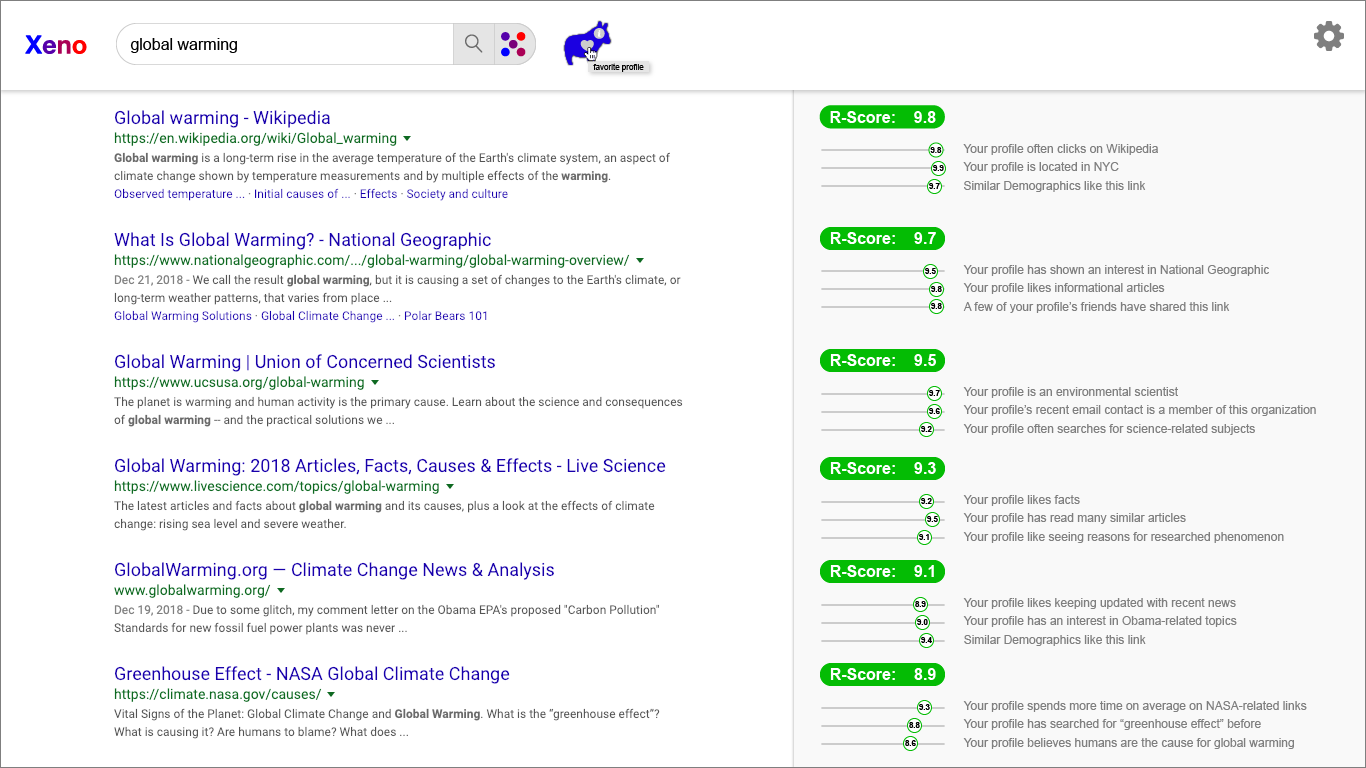 Xeno
global warming
i
favorite profile
Global warming - Wikipedia
https://en.wikipedia.org/wiki/Global_warming
Global warming is a long-term rise in the average temperature of the Earth's climate system, an aspect of
climate change shown by temperature measurements and by multiple effects of the warming.
Observed temperature ... · Initial causes of ... · Effects · Society and culture
R-Score: 9.8
9.8 Your profile often clicks on Wikipedia
9.9 Your profile is located in NYC
9.7 Similar Demographics like this link
What Is Global Warming? - National Geographic
https://www.nationalgeographic.com/.../global-warming/global-warming-overview/
Dec 21, 2018 - We call the result global warming, but it is causing a set of changes to the Earth's climate, or
long-term weather patterns, that varies from place ...
Global Warming Solutions · Global Climate Change ... · Polar Bears 101
R-Score: 9.7
9.5 Your profile has shown an interest in National Geographic
9.8 Your profile likes informational articles
9.8 A few of your profile's friends have shared this link
Global Warming | Union of Concerned Scientists
https://www.ucsusa.org/global-warming
The planet is warming and human activity is the primary cause. Learn about the science and consequences
of global warming -- and the practical solutions we ...
R-Score: 9.5
9.7 Your profile is an environmental scientist
9.6 Your profile's recent email contact is a member of this organization
9.2 Your profile often searches for science-related subjects
Global Warming: 2018 Articles, Facts, Causes & Effects - Live Science
https://www.livescience.com/topics/global-warming
The latest articles and facts about global warming and its causes, plus a look at the effects of climate
change: rising sea level and severe weather.
R-Score: 9.3
9.2 Your profile likes facts
9.5 Your profile has read many similar articles
9.1 Your profile like seeing reasons for researched phenomenon
GlobalWarming.org — Climate Change News & Analysis
www.globalwarming.org/
Dec 19, 2018 - Due to some glitch, my comment letter on the Obama EPA's proposed "Carbon Pollution"
Standards for new fossil fuel power plants was never ...
R-Score: 9.1
8.9 Your profile likes keeping updated with recent news
9.0 Your profile has an interest in Obama-related topics
9.4 Similar Demographics like this link
Greenhouse Effect - NASA Global Climate Change
https://climate.nasa.gov/causes/
Vital Signs of the Planet: Global Climate Change and Global Warming. What is the “greenhouse effect”?
What is causing it? Are humans to blame? What does ...
R-Score: 8.9
9.3 Your profile spends more time on average on NASA-related links
8.8 Your profile has searched for “greenhouse effect” before
8.6 Your profile believes humans are the cause for global warming